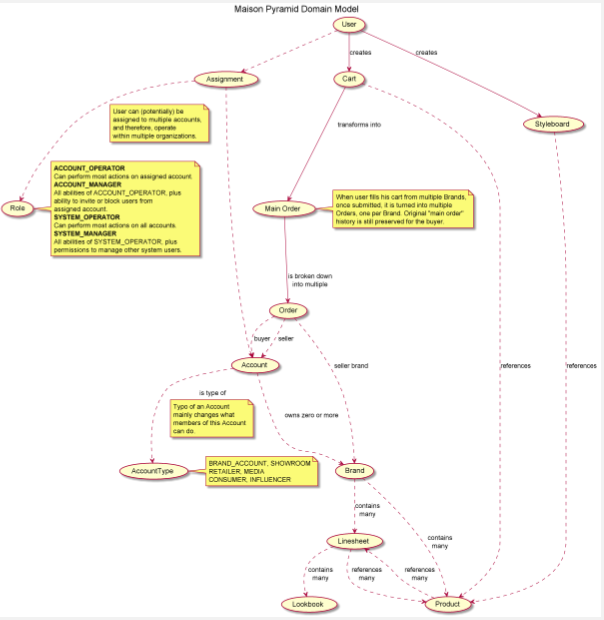 Maison Pyramid Domain Model
User
creates
creates
Assignment
Cart
User can (potentially) be
assigned to multiple accounts,
and therefore, operate
within multiple organizations.
transforms into
Styleboard
ACCOUNT_OPERATOR
Can perform most actions on assigned account
ACCOUNT_MANAGER
All abilities of ACCOUNT_OPERATOR, plus
ability to invite or block users from
assigned account.
SYSTEM_OPERATOR
Can perform most actions on all accounts.
SYSTEM_MANAGER
All abilities of SYSTEM_OPERATOR, plus
permissions to manage other system users.
Role
Main Order
When user fills his cart from multiple Brands,
once submitted, it is turned into multiple
Orders, one per Brand. Original "main order"
history is still preserved for the buyer.
is broken down
into multiple
Order
buyer
seller
Account
seller brand
references
references
is type of
Type of an Account
mainly changes what
members of this Account
can do.
owns zero or more
AccountType
BRAND_ACCOUNT, SHOWROOM
RETAILER, MEDIA
CONSUMER, INFLUENCER
Brand
contains
many
Linesheet
contains
many
contains
many
references
many
references
many
Lookbook
Product